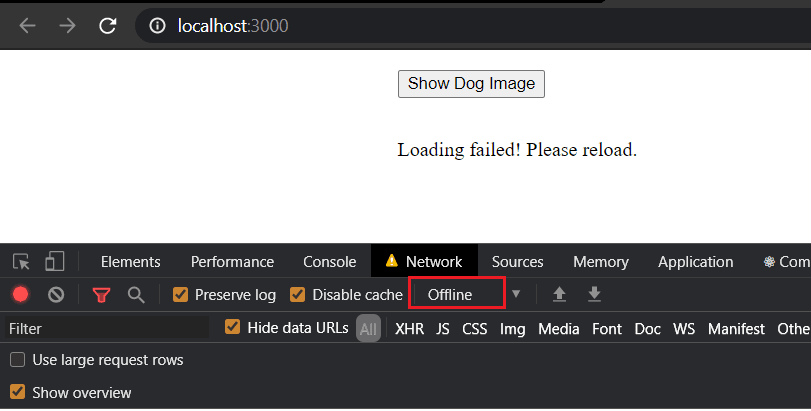 localhost:3000
Show Dog Image
Loading failed! Please reload.
Elements Performance Console Network Sources Memory Application Com
Preserve log Disable cache Offline
Filter Hide data URLs All XHR JS CSS Img Media Font Doc WS Manifest Othe
Use large request rows
Show overview